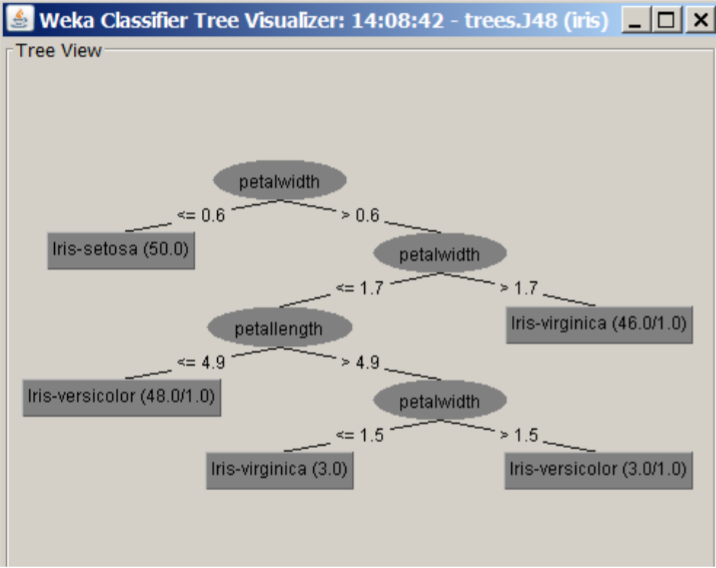 Weka Classifier Tree Visualizer: 14:08:42 - trees.J48 (iris)
Tree View
petalwidth
<= 0.6 > 0.6
Iris-setosa (50.0)
petalwidth
<= 1.7 > 1.7
petallength
Iris-virginica (46.0/1.0)
<= 4.9 > 4.9
Iris-versicolor (48.0/1.0)
petalwidth
<= 1.5 > 1.5
Iris-virginica (3.0)
Iris-versicolor (3.0/1.0)